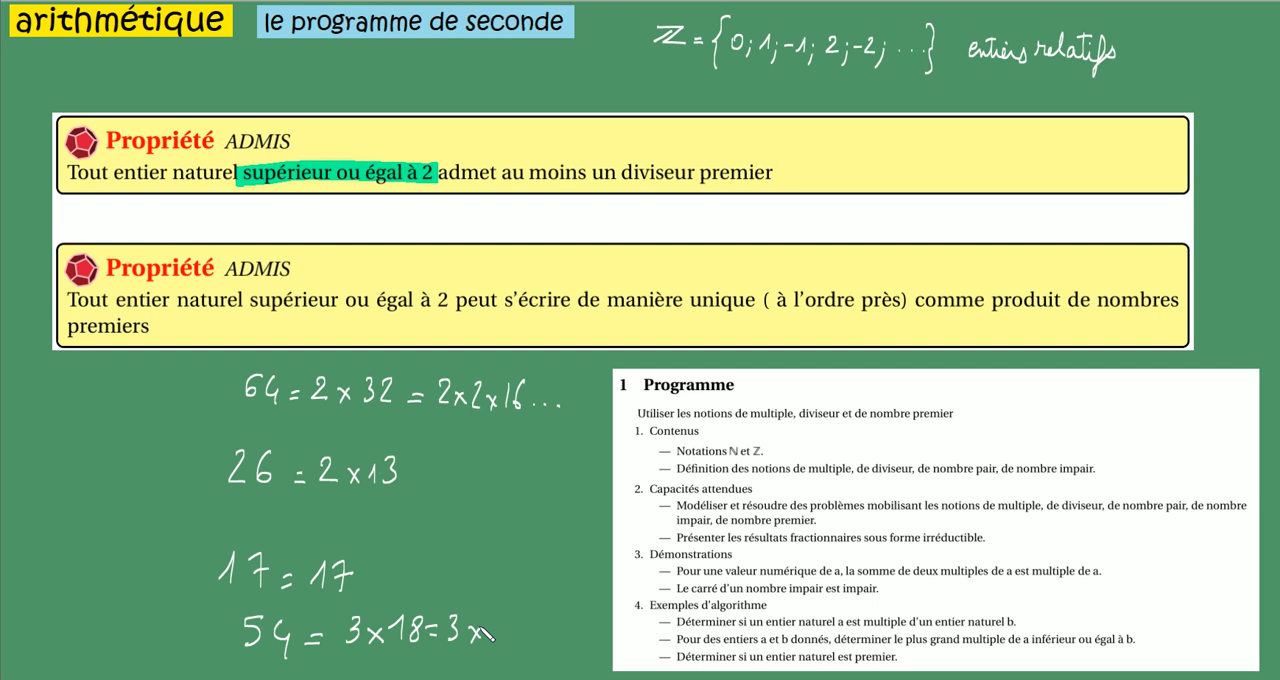 arithmétique
le programme de seconde
ℤ = {0; 1; -1; 2; -2; ...} entiers relatifs
Propriété ADMIS
Tout entier naturel supérieur ou égal à 2 admet au moins un diviseur premier
Propriété ADMIS
Tout entier naturel supérieur ou égal à 2 peut s'écrire de manière unique ( à l'ordre près) comme produit de nombres
premiers
64 = 2 × 32 = 2×2×16 ...
26 = 2 × 13
17 = 17
54 = 3×18 = 3 ×
1 Programme
Utiliser les notions de multiple, diviseur et de nombre premier
1. Contenus
— Notations ℕ et ℤ.
— Définition des notions de multiple, de diviseur, de nombre pair, de nombre impair.
2. Capacités attendues
— Modéliser et résoudre des problèmes mobilisant les notions de multiple, de diviseur, de nombre pair, de nombre
impair, de nombre premier.
— Présenter les résultats fractionnaires sous forme irréductible.
3. Démonstrations
— Pour une valeur numérique de a, la somme de deux multiples de a est multiple de a.
— Le carré d'un nombre impair est impair.
4. Exemples d'algorithme
— Déterminer si un entier naturel a est multiple d'un entier naturel b.
— Pour des entiers a et b donnés, déterminer le plus grand multiple de a inférieur ou égal à b.
— Déterminer si un entier naturel est premier.